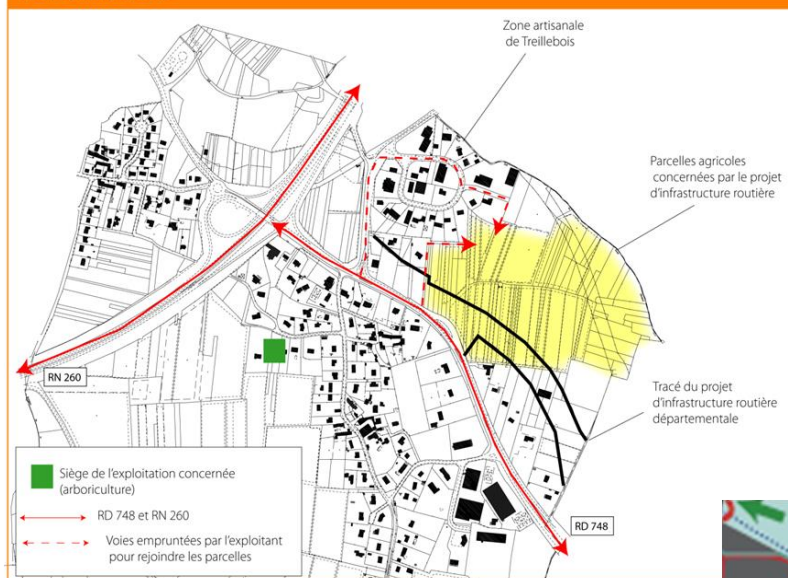 Zone artisanale
de Treillebois
Parcelles agricoles
concernées par le projet
d'infrastructure routière
Tracé du projet
d'infrastructure routière
départementale
RN 260
RD 748
Siège de l'exploitation concernée
(arboriculture)
RD 748 et RN 260
Voies empruntées par l'exploitant
pour rejoindre les parcelles